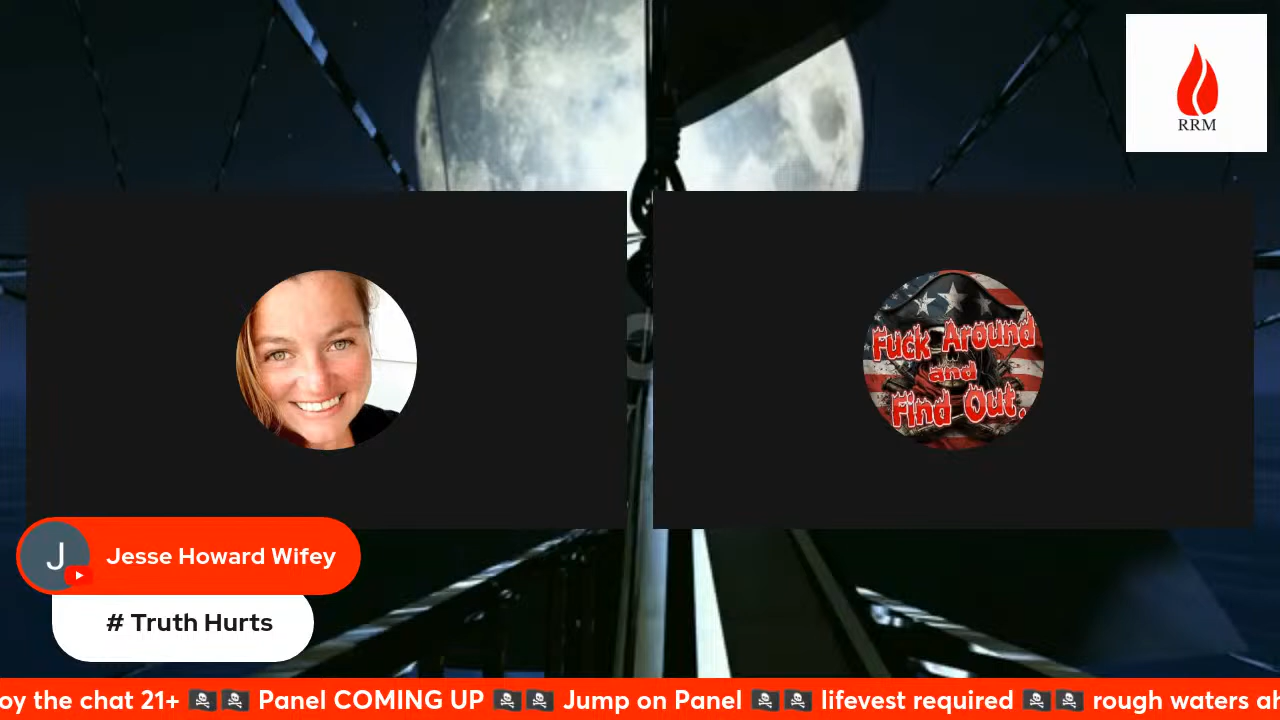 RRM
Fuck Around
and
Find Out.
J
Jesse Howard Wifey
# Truth Hurts
oy the chat 21+ 🏴‍☠️🏴‍☠️ Panel COMING UP 🏴‍☠️🏴‍☠️ Jump on Panel 🏴‍☠️🏴‍☠️ lifevest required 🏴‍☠️🏴‍☠️ rough waters ah